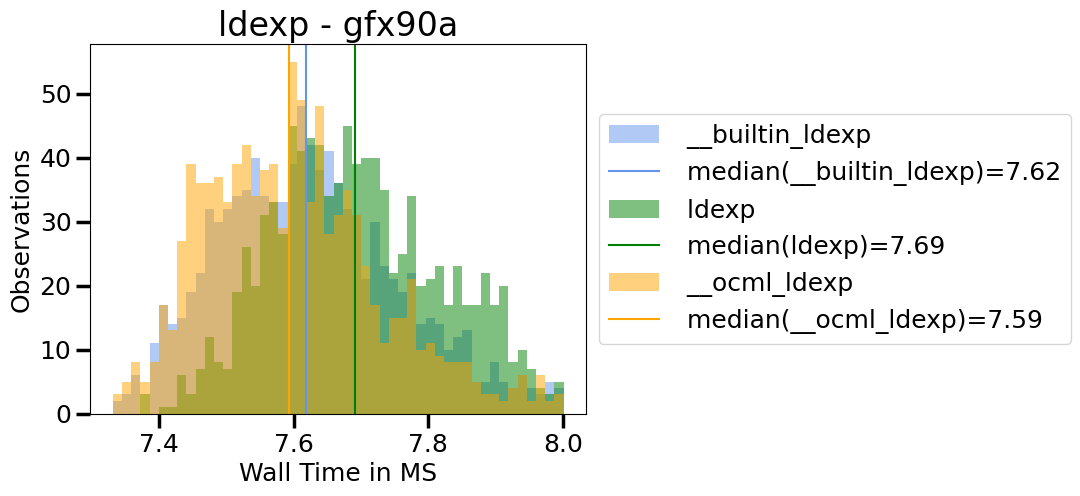 ldexp - gfx90a
Observations
50
40
30
20
10
0
7.4
7.6
7.8
8.0
Wall Time in MS
__builtin_ldexp
median(__builtin_ldexp)=7.62
ldexp
median(ldexp)=7.69
__ocml_ldexp
median(__ocml_ldexp)=7.59